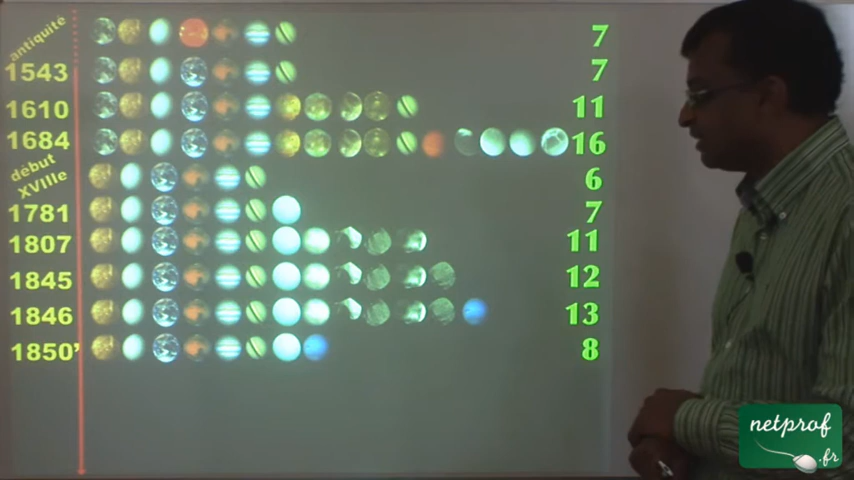 antiquité 7
1543 7
1610 11
1684 16
début XVIIIe 6
1781 7
1807 11
1845 12
1846 13
1850' 8
netprof
.fr